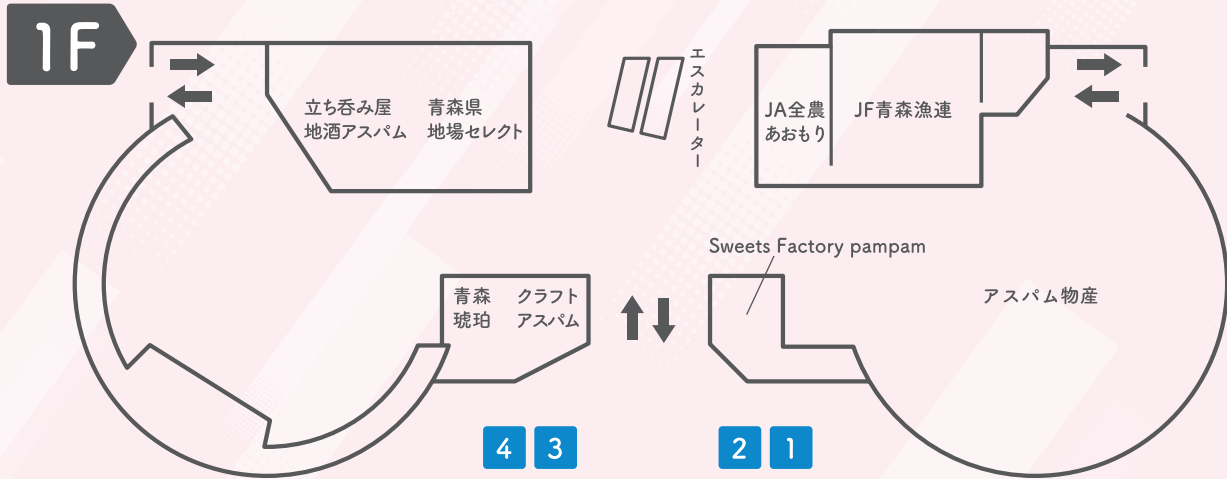 1F
立ち呑み屋
地酒アスパム
青森県
地場セレクト
エスカレーター
JA全農
あおもり
JF青森漁連
Sweets Factory pampam
アスパム物産
青森
琥珀
クラフト
アスパム
4 3 2 1